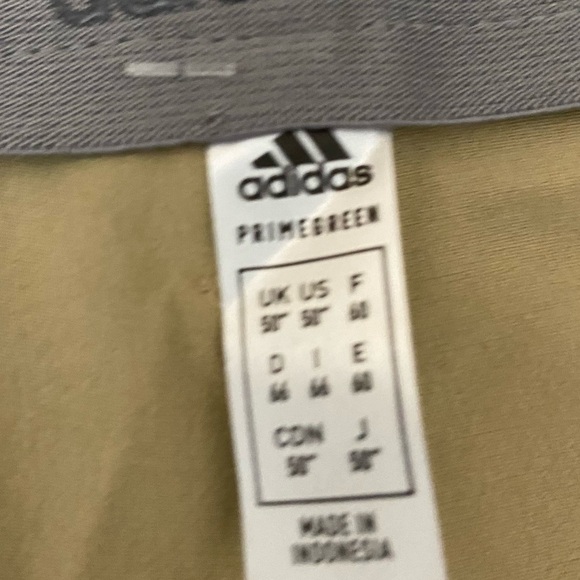 adidas
PRIMEGREEN
UK US F
50" 50" 60
D I E
66 66 60
CDN J
50" 50"
MADE IN
INDONESIA